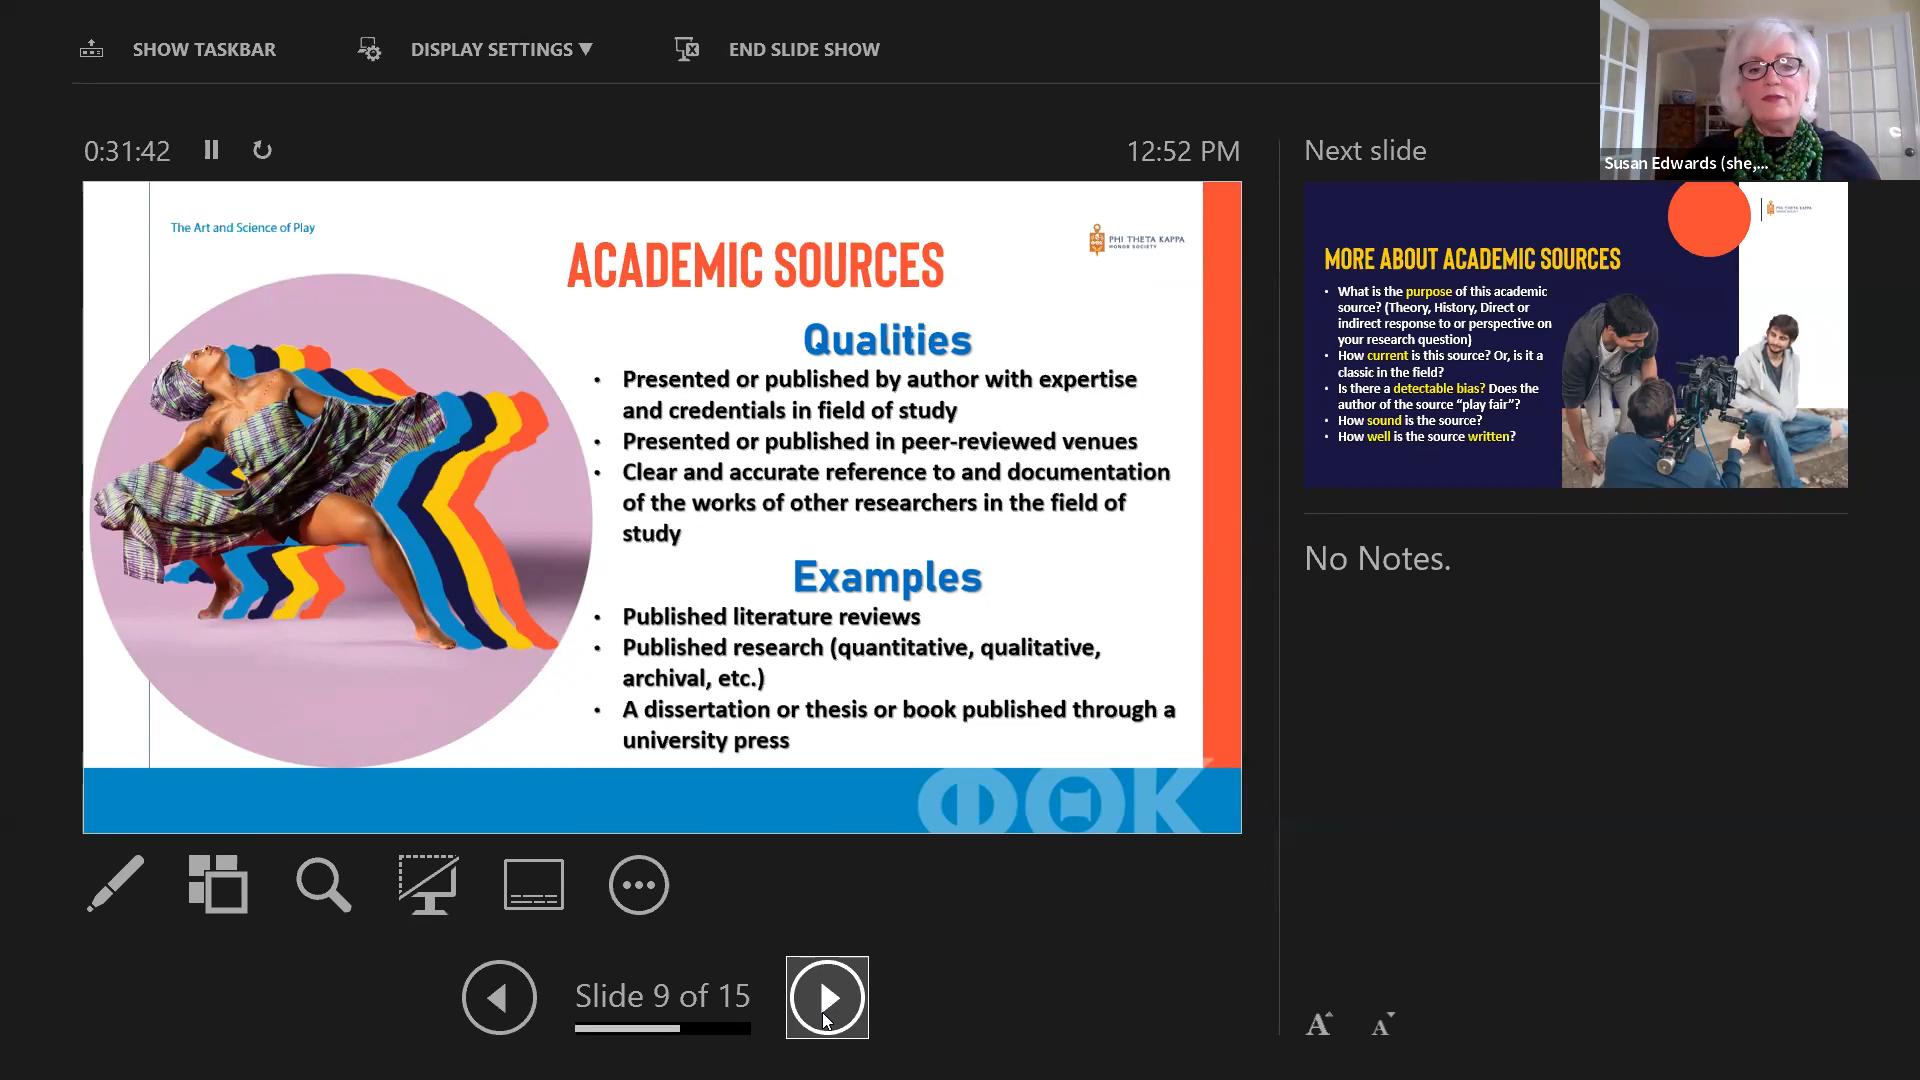 SHOW TASKBAR
DISPLAY SETTINGS ▼
END SLIDE SHOW
Susan Edwards (she,...
0:31:42
12:52 PM
Next slide
The Art and Science of Play
PHI THETA KAPPA
HONOR SOCIETY
ACADEMIC SOURCES
Qualities
• Presented or published by author with expertise
and credentials in field of study
• Presented or published in peer-reviewed venues
• Clear and accurate reference to and documentation
of the works of other researchers in the field of
study
Examples
• Published literature reviews
• Published research (quantitative, qualitative,
archival, etc.)
• A dissertation or thesis or book published through a
university press
ΦΘΚ
PHI THETA KAPPA
HONOR SOCIETY
MORE ABOUT ACADEMIC SOURCES
• What is the purpose of this academic
source? (Theory, History, Direct or
indirect response to or perspective on
your research question)
• How current is this source? Or, is it a
classic in the field?
• Is there a detectable bias? Does the
author of the source “play fair”?
• How sound is the source?
• How well is the source written?
No Notes.
Slide 9 of 15
A A